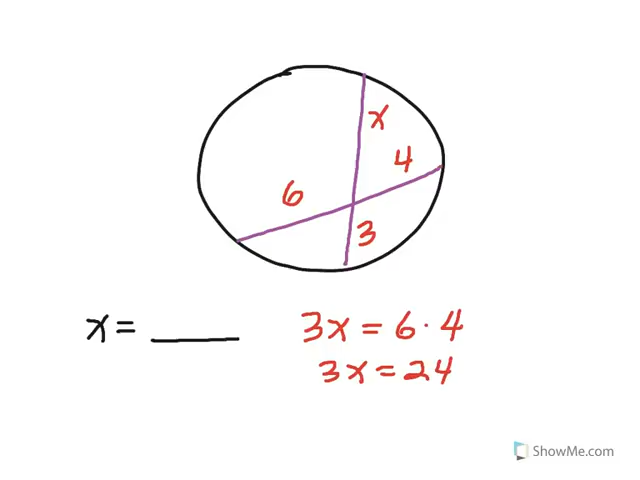 x
4
6
3
x = ____
3x = 6 · 4
3x = 24
ShowMe.com